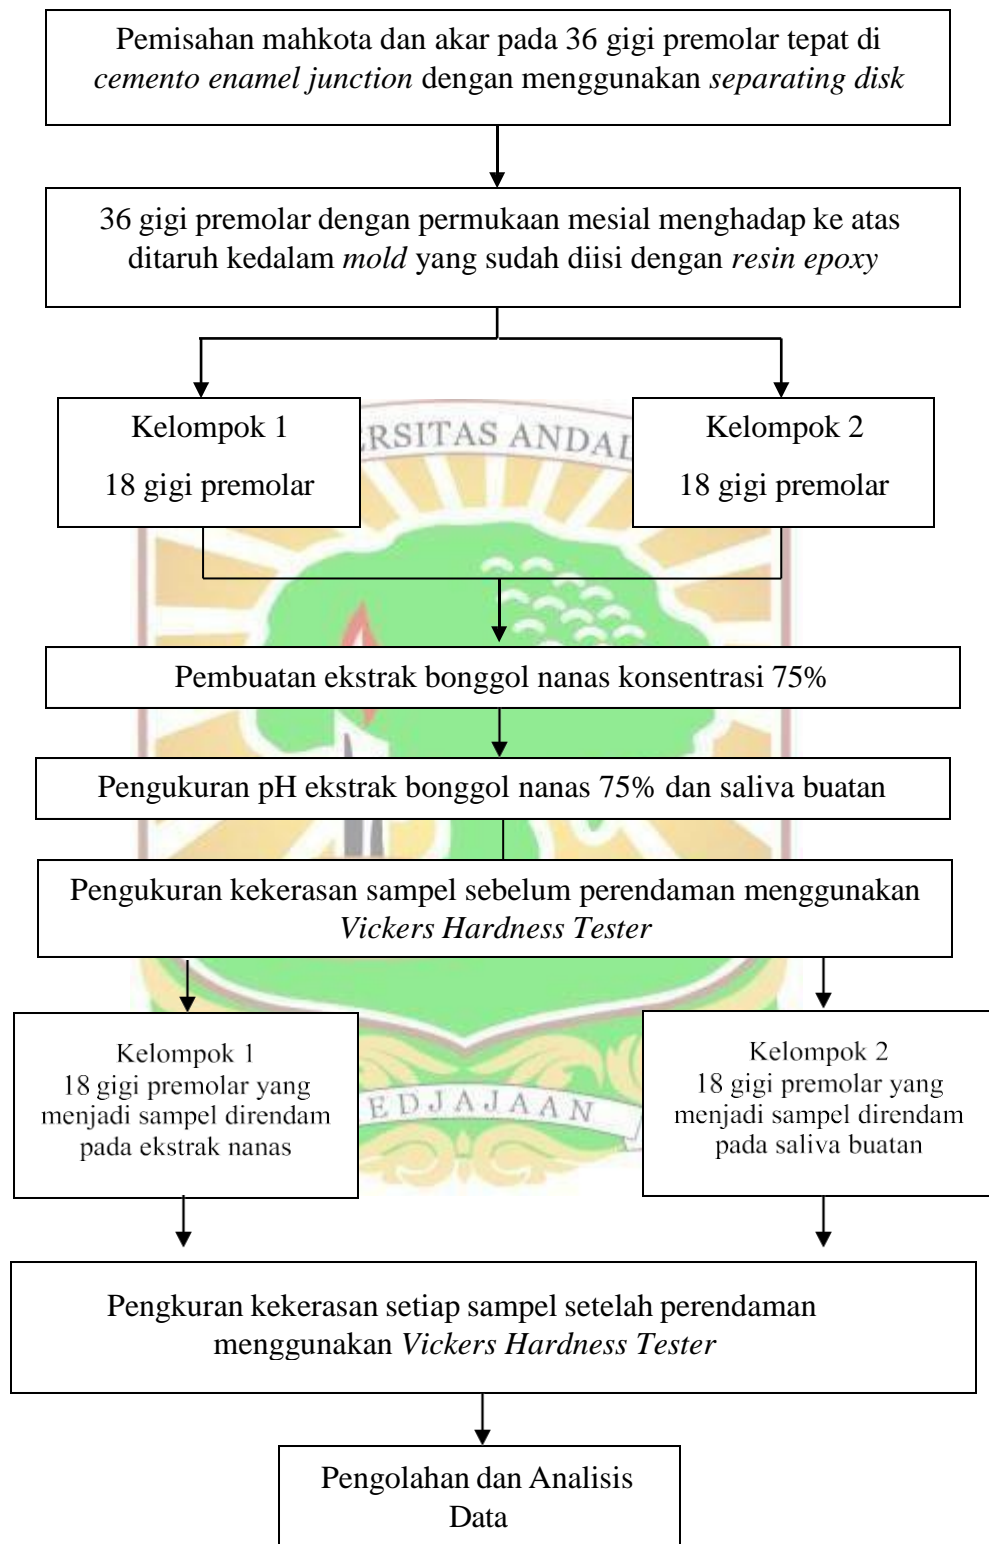 Pemisahan mahkota dan akar pada 36 gigi premolar tepat di
cemento enamel junction dengan menggunakan separating disk
36 gigi premolar dengan permukaan mesial menghadap ke atas
ditaruh kedalam mold yang sudah diisi dengan resin epoxy
Kelompok 1
18 gigi premolar
Kelompok 2
18 gigi premolar
ERSITAS ANDAL
Pembuatan ekstrak bonggol nanas konsentrasi 75%
Pengukuran pH ekstrak bonggol nanas 75% dan saliva buatan
Pengukuran kekerasan sampel sebelum perendaman menggunakan
Vickers Hardness Tester
Kelompok 1
18 gigi premolar yang
menjadi sampel direndam
pada ekstrak nanas
Kelompok 2
18 gigi premolar yang
menjadi sampel direndam
pada saliva buatan
EDJAJAAN
Pengkuran kekerasan setiap sampel setelah perendaman
menggunakan Vickers Hardness Tester
Pengolahan dan Analisis
Data